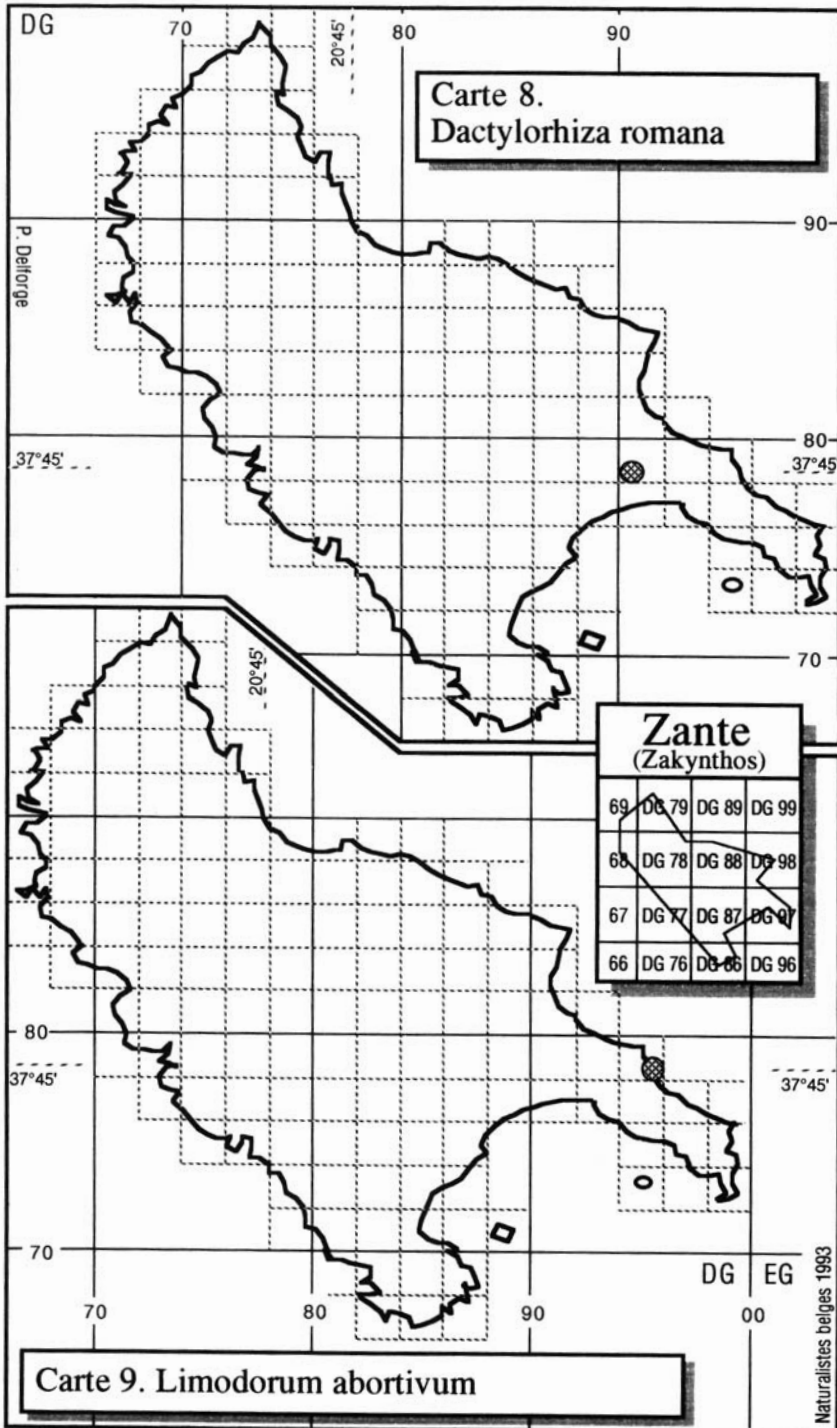 DG
70
80
90
20°45'
Carte 8.
Dactylorhiza romana
90
P. Delforge
80
37°45'
37°45'
70
20°45'
Zante
(Zakynthos)
69 DG 79 DG 89 DG 99
68 DG 78 DG 88 DG 98
67 DG 77 DG 87 DG 97
66 DG 76 DG 86 DG 96
80
37°45'
37°45'
70
DG EG
70
80
90
00
Naturalistes belges 1993
Carte 9. Limodorum abortivum